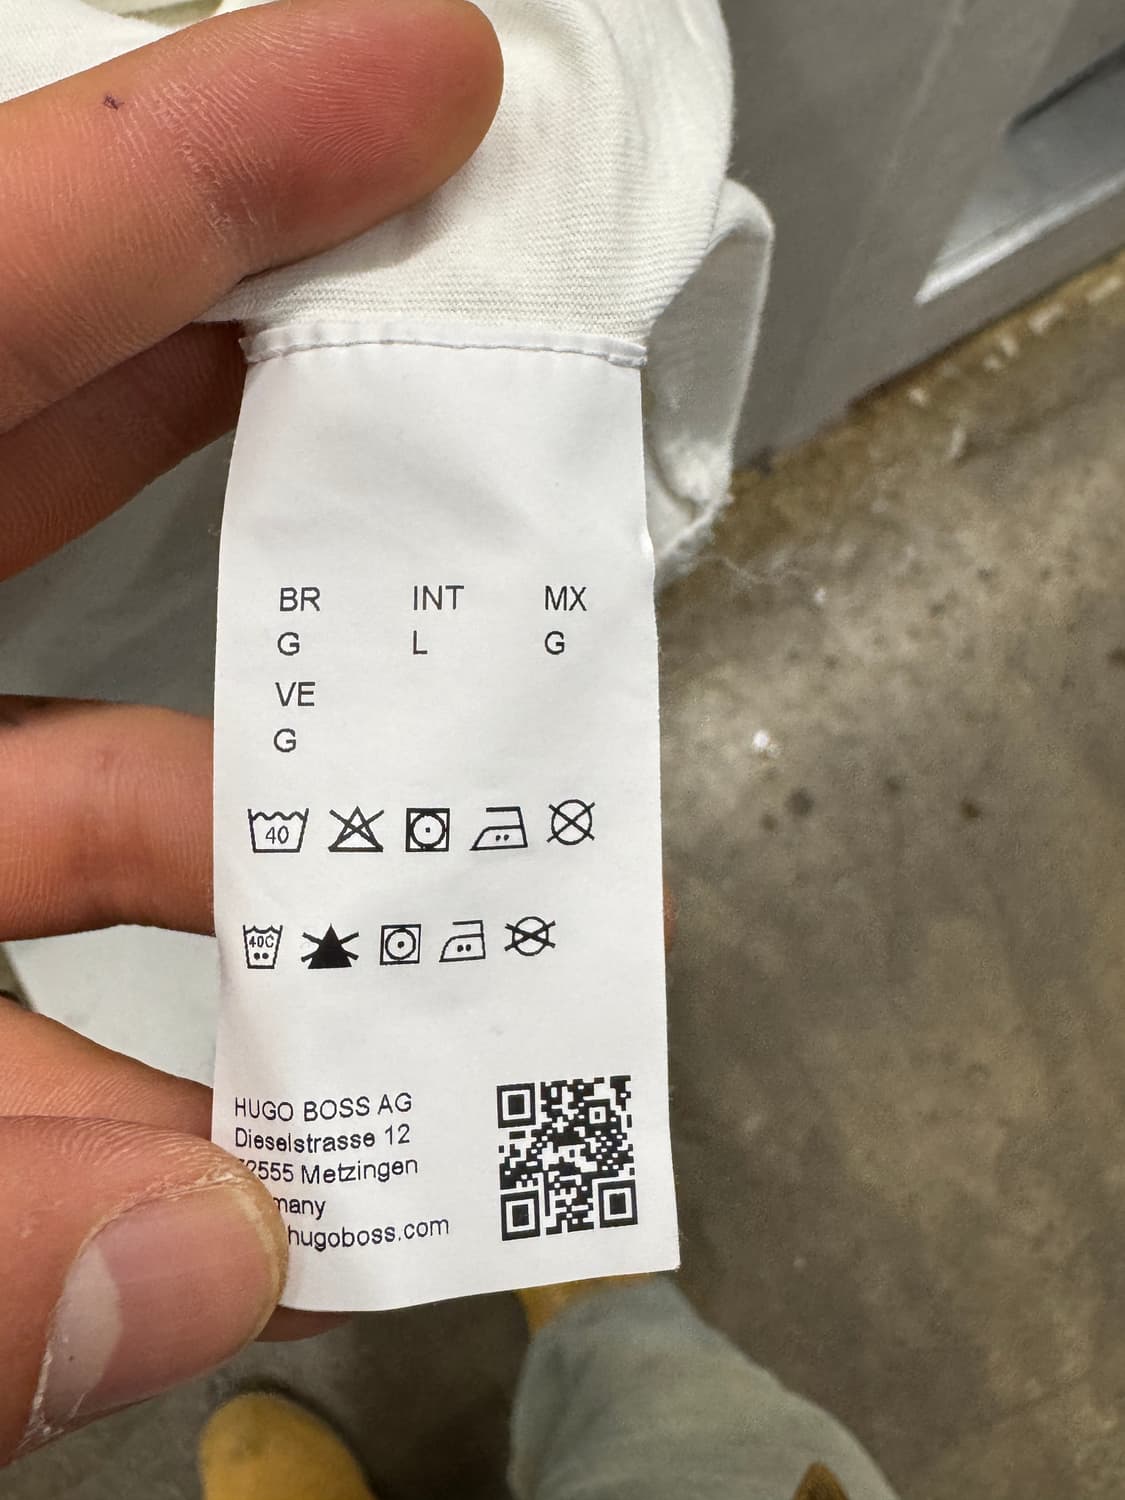 BR INT MX
G L G
VE
G
40
40C
HUGO BOSS AG
Dieselstrasse 12
Metzingen
hugoboss.com